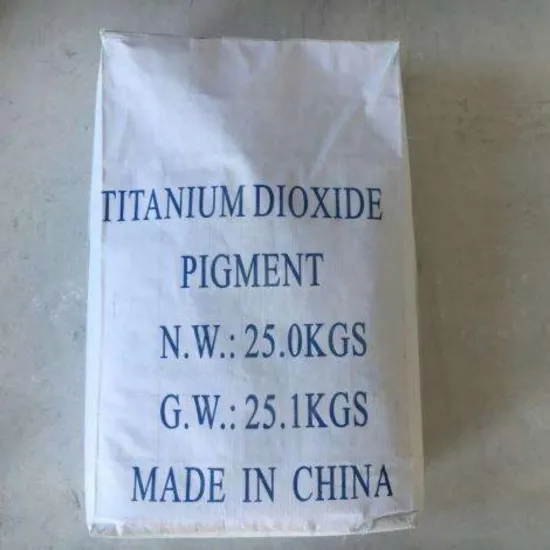 TITANIUM DIOXIDE
PIGMENT
N.W.: 25.0KGS
G.W.: 25.1KGS
MADE IN CHINA